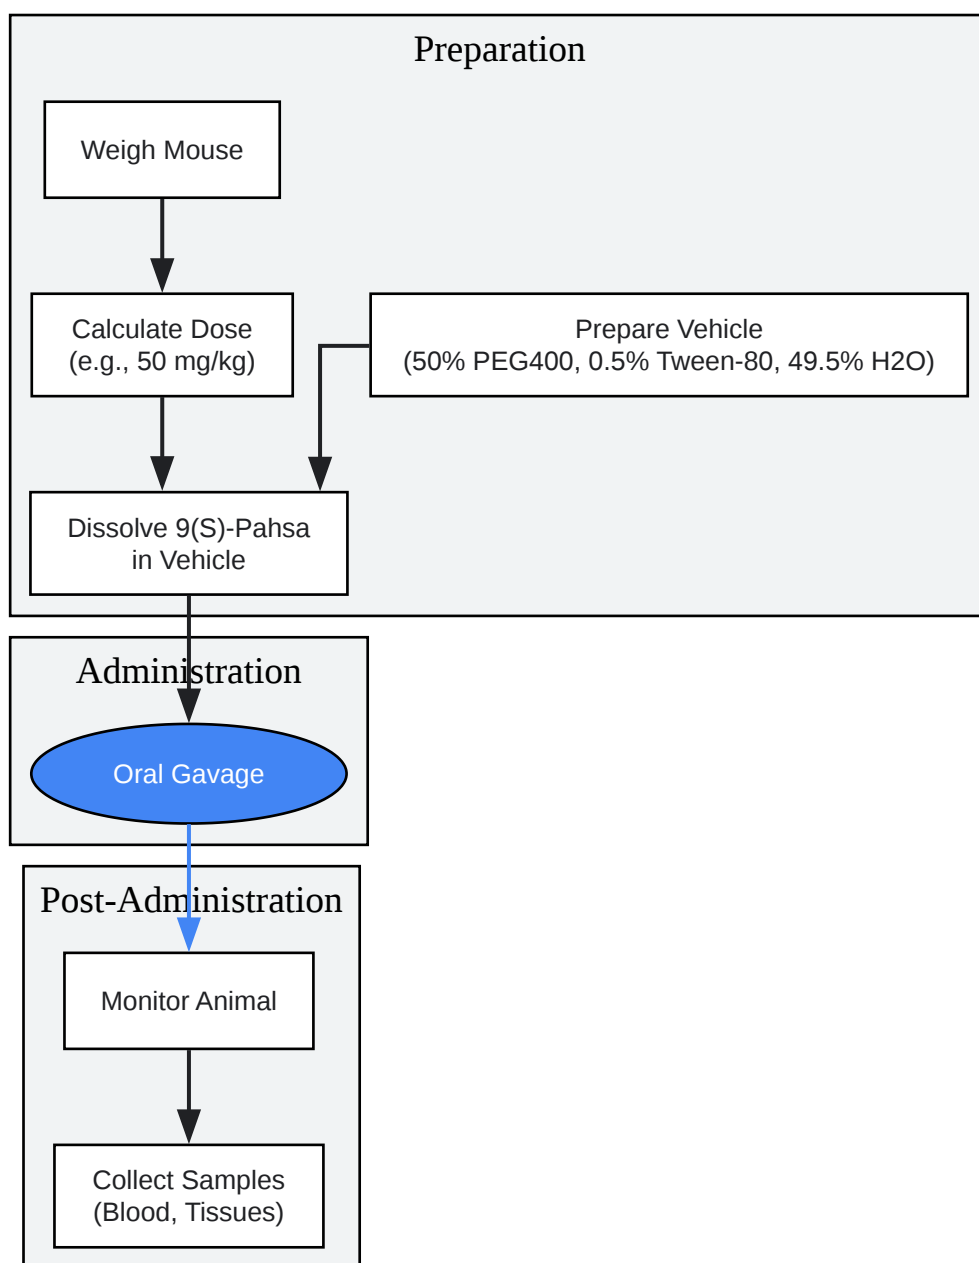 Preparation
Weigh Mouse
Calculate Dose
(e.g., 50 mg/kg)
Prepare Vehicle
(50% PEG400, 0.5% Tween-80, 49.5% H2O)
Dissolve 9(S)-Pahsa
in Vehicle
Administration
Oral Gavage
Post-Administration
Monitor Animal
Collect Samples
(Blood, Tissues)